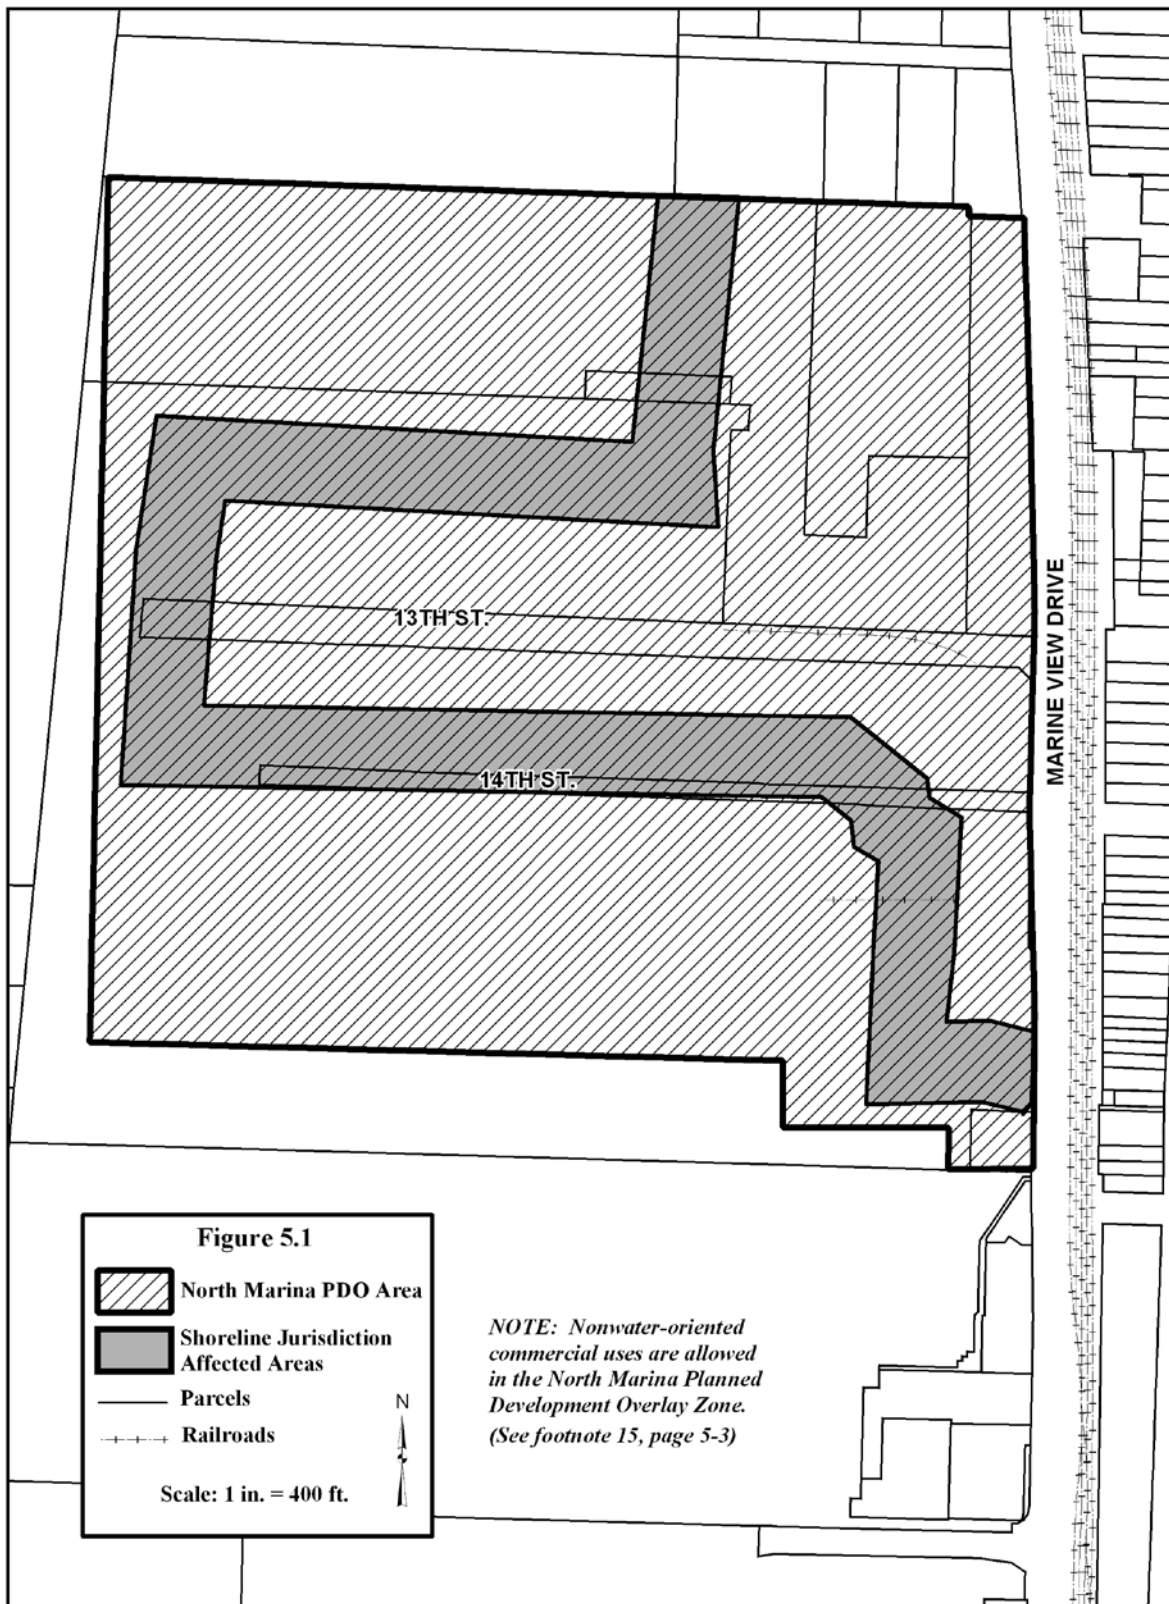 13TH ST.
MARINE VIEW DRIVE
14TH ST.
Figure 5.1
North Marina PDO Area
Shoreline Jurisdiction
Affected Areas
Parcels
Railroads
N
Scale: 1 in. = 400 ft.
NOTE: Nonwater-oriented
commercial uses are allowed
in the North Marina Planned
Development Overlay Zone.
(See footnote 15, page 5-3)